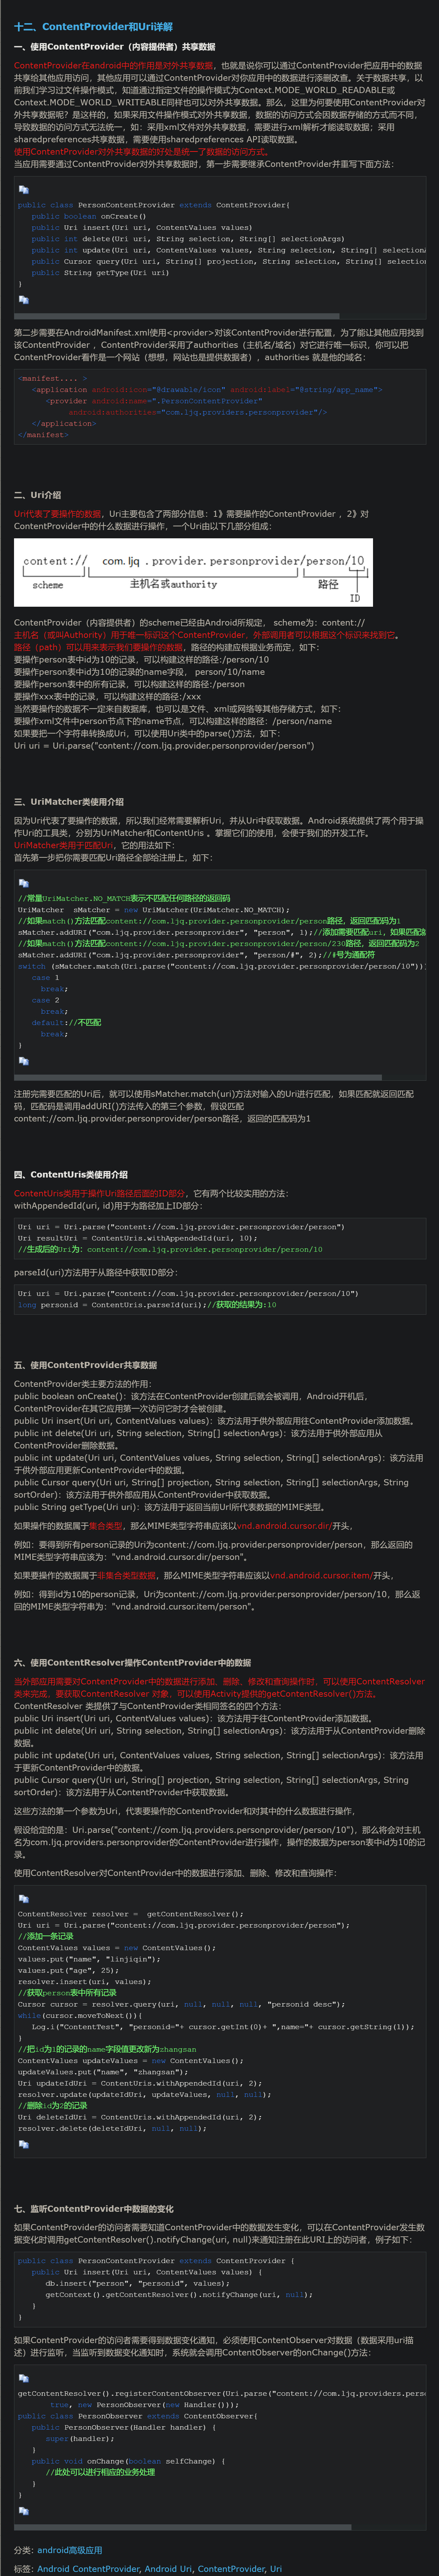 十二、ContentProvider和Uri详解
一、使用ContentProvider（内容提供者）共享数据
ContentProvider在android中的作用是对外共享数据，也就是说你可以通过ContentProvider把应用中的数据
共享给其他应用访问，其他应用可以通过ContentProvider对你应用中的数据进行添删改查。关于数据共享，以
前我们学习过文件操作模式，知道通过指定文件的操作模式为Context.MODE_WORLD_READABLE或
Context.MODE_WORLD_WRITEABLE同样也可以对外共享数据。那么，这里为何要使用ContentProvider对
外共享数据呢？是这样的，如果采用文件操作模式对外共享数据，数据的访问方式会因数据存储的方式而不同，
导致数据的访问方式无法统一，如：采用xml文件对外共享数据，需要进行xml解析才能读取数据；采用
sharedpreferences共享数据，需要使用sharedpreferences API读取数据。
使用ContentProvider对外共享数据的好处是统一了数据的访问方式。
当应用需要通过ContentProvider对外共享数据时，第一步需要继承ContentProvider并重写下面方法：
public class PersonContentProvider extends ContentProvider{
public boolean onCreate()
public Uri insert(Uri uri, ContentValues values)
public int delete(Uri uri, String selection, String[] selectionArgs)
public int update(Uri uri, ContentValues values, String selection, String[] selectionA
public Cursor query(Uri uri, String[] projection, String selection, String[] selection
public String getType(Uri uri)
}
第二步需要在AndroidManifest.xml使用<provider>对该ContentProvider进行配置，为了能让其他应用找到
该ContentProvider ，ContentProvider采用了authorities（主机名/域名）对它进行唯一标识，你可以把
ContentProvider看作是一个网站（想想，网站也是提供数据者），authorities 就是他的域名：
<manifest.... >
<application android:icon="@drawable/icon" android:label="@string/app_name">
<provider android:name=".PersonContentProvider"
android:authorities="com.ljq.providers.personprovider"/>
</application>
</manifest>
二、Uri介绍
Uri代表了要操作的数据，Uri主要包含了两部分信息：1》需要操作的ContentProvider ，2》对
ContentProvider中的什么数据进行操作，一个Uri由以下几部分组成：
content:// com.ljq.provider.personprovider/person/10
scheme 主机名或authority 路径
ID
ContentProvider（内容提供者）的scheme已经由Android所规定， scheme为：content://
主机名（或叫Authority）用于唯一标识这个ContentProvider，外部调用者可以根据这个标识来找到它。
路径（path）可以用来表示我们要操作的数据，路径的构建应根据业务而定，如下：
要操作person表中id为10的记录，可以构建这样的路径:/person/10
要操作person表中id为10的记录的name字段， person/10/name
要操作person表中的所有记录，可以构建这样的路径:/person
要操作xxx表中的记录，可以构建这样的路径:/xxx
当然要操作的数据不一定来自数据库，也可以是文件、xml或网络等其他存储方式，如下：
要操作xml文件中person节点下的name节点，可以构建这样的路径：/person/name
如果要把一个字符串转换成Uri，可以使用Uri类中的parse()方法，如下：
Uri uri = Uri.parse("content://com.ljq.provider.personprovider/person")
三、UriMatcher类使用介绍
因为Uri代表了要操作的数据，所以我们经常需要解析Uri，并从Uri中获取数据。Android系统提供了两个用于操
作Uri的工具类，分别为UriMatcher和ContentUris 。掌握它们的使用，会便于我们的开发工作。
UriMatcher类用于匹配Uri，它的用法如下：
首先第一步把你需要匹配Uri路径全部给注册上，如下：
//常量UriMatcher.NO_MATCH表示不匹配任何路径的返回码
UriMatcher  sMatcher = new UriMatcher(UriMatcher.NO_MATCH);
//如果match()方法匹配content://com.ljq.provider.personprovider/person路径，返回匹配码为1
sMatcher.addURI("com.ljq.provider.personprovider", "person", 1);//添加需要匹配uri，如果匹配就
//如果match()方法匹配content://com.ljq.provider.personprovider/person/230路径，返回匹配码为2
sMatcher.addURI("com.ljq.provider.personprovider", "person/#", 2);//#号为通配符
switch (sMatcher.match(Uri.parse("content://com.ljq.provider.personprovider/person/10")))
case 1
break;
case 2
break;
default://不匹配
break;
}
注册完需要匹配的Uri后，就可以使用sMatcher.match(uri)方法对输入的Uri进行匹配，如果匹配就返回匹配
码，匹配码是调用addURI()方法传入的第三个参数，假设匹配
content://com.ljq.provider.personprovider/person路径，返回的匹配码为1
四、ContentUris类使用介绍
ContentUris类用于操作Uri路径后面的ID部分，它有两个比较实用的方法：
withAppendedId(uri, id)用于为路径加上ID部分：
Uri uri = Uri.parse("content://com.ljq.provider.personprovider/person")
Uri resultUri = ContentUris.withAppendedId(uri, 10);
//生成后的Uri为：content://com.ljq.provider.personprovider/person/10
parseId(uri)方法用于从路径中获取ID部分：
Uri uri = Uri.parse("content://com.ljq.provider.personprovider/person/10")
long personid = ContentUris.parseId(uri);//获取的结果为:10
五、使用ContentProvider共享数据
ContentProvider类主要方法的作用：
public boolean onCreate()：该方法在ContentProvider创建后就会被调用，Android开机后，
ContentProvider在其它应用第一次访问它时才会被创建。
public Uri insert(Uri uri, ContentValues values)：该方法用于供外部应用往ContentProvider添加数据。
public int delete(Uri uri, String selection, String[] selectionArgs)：该方法用于供外部应用从
ContentProvider删除数据。
public int update(Uri uri, ContentValues values, String selection, String[] selectionArgs)：该方法用
于供外部应用更新ContentProvider中的数据。
public Cursor query(Uri uri, String[] projection, String selection, String[] selectionArgs, String
sortOrder)：该方法用于供外部应用从ContentProvider中获取数据。
public String getType(Uri uri)：该方法用于返回当前Url所代表数据的MIME类型。
如果操作的数据属于集合类型，那么MIME类型字符串应该以vnd.android.cursor.dir/开头，
例如：要得到所有person记录的Uri为content://com.ljq.provider.personprovider/person，那么返回的
MIME类型字符串应该为："vnd.android.cursor.dir/person"。
如果要操作的数据属于非集合类型数据，那么MIME类型字符串应该以vnd.android.cursor.item/开头，
例如：得到id为10的person记录，Uri为content://com.ljq.provider.personprovider/person/10，那么返
回的MIME类型字符串为："vnd.android.cursor.item/person"。
六、使用ContentResolver操作ContentProvider中的数据
当外部应用需要对ContentProvider中的数据进行添加、删除、修改和查询操作时，可以使用ContentResolver
类来完成，要获取ContentResolver 对象，可以使用Activity提供的getContentResolver()方法。
ContentResolver 类提供了与ContentProvider类相同签名的四个方法：
public Uri insert(Uri uri, ContentValues values)：该方法用于往ContentProvider添加数据。
public int delete(Uri uri, String selection, String[] selectionArgs)：该方法用于从ContentProvider删除
数据。
public int update(Uri uri, ContentValues values, String selection, String[] selectionArgs)：该方法用
于更新ContentProvider中的数据。
public Cursor query(Uri uri, String[] projection, String selection, String[] selectionArgs, String
sortOrder)：该方法用于从ContentProvider中获取数据。
这些方法的第一个参数为Uri，代表要操作的ContentProvider和对其中的什么数据进行操作，
假设给定的是：Uri.parse("content://com.ljq.providers.personprovider/person/10")，那么将会对主机
名为com.ljq.providers.personprovider的ContentProvider进行操作，操作的数据为person表中id为10的记
录。
使用ContentResolver对ContentProvider中的数据进行添加、删除、修改和查询操作：
ContentResolver resolver =  getContentResolver();
Uri uri = Uri.parse("content://com.ljq.provider.personprovider/person");
//添加一条记录
ContentValues values = new ContentValues();
values.put("name", "linjiqin");
values.put("age", 25);
resolver.insert(uri, values);
//获取person表中所有记录
Cursor cursor = resolver.query(uri, null, null, null, "personid desc");
while(cursor.moveToNext()){
Log.i("ContentTest", "personid="+ cursor.getInt(0)+ ",name="+ cursor.getString(1));
}
//把id为1的记录的name字段值更改新为zhangsan
ContentValues updateValues = new ContentValues();
updateValues.put("name", "zhangsan");
Uri updateIdUri = ContentUris.withAppendedId(uri, 2);
resolver.update(updateIdUri, updateValues, null, null);
//删除id为2的记录
Uri deleteIdUri = ContentUris.withAppendedId(uri, 2);
resolver.delete(deleteIdUri, null, null);
七、监听ContentProvider中数据的变化
如果ContentProvider的访问者需要知道ContentProvider中的数据发生变化，可以在ContentProvider发生数
据变化时调用getContentResolver().notifyChange(uri, null)来通知注册在此URI上的访问者，例子如下：
public class PersonContentProvider extends ContentProvider {
public Uri insert(Uri uri, ContentValues values) {
db.insert("person", "personid", values);
getContext().getContentResolver().notifyChange(uri, null);
}
}
如果ContentProvider的访问者需要得到数据变化通知，必须使用ContentObserver对数据（数据采用uri描
述）进行监听，当监听到数据变化通知时，系统就会调用ContentObserver的onChange()方法：
getContentResolver().registerContentObserver(Uri.parse("content://com.ljq.providers.perso
true, new PersonObserver(new Handler()));
public class PersonObserver extends ContentObserver{
public PersonObserver(Handler handler) {
super(handler);
}
public void onChange(boolean selfChange) {
//此处可以进行相应的业务处理
}
}
分类: android高级应用
标签: Android ContentProvider, Android Uri, ContentProvider, Uri